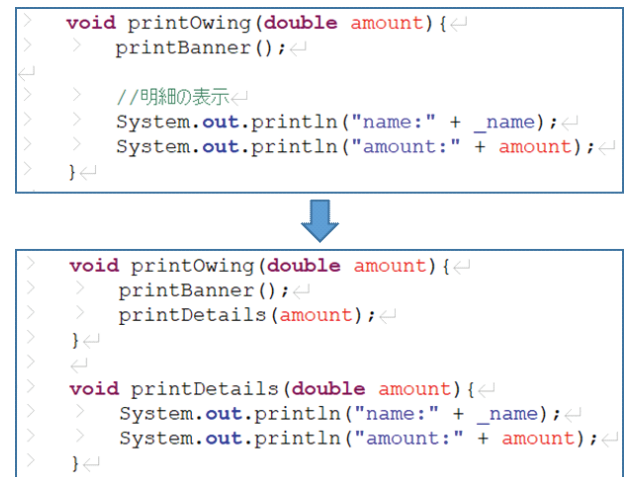 void printOwing(double amount){
printBanner();
//明細の表示
System.out.println("name:" + _name);
System.out.println("amount:" + amount);
}
void printOwing(double amount){
printBanner();
printDetails(amount);
}
void printDetails(double amount){
System.out.println("name:" + _name);
System.out.println("amount:" + amount);
}